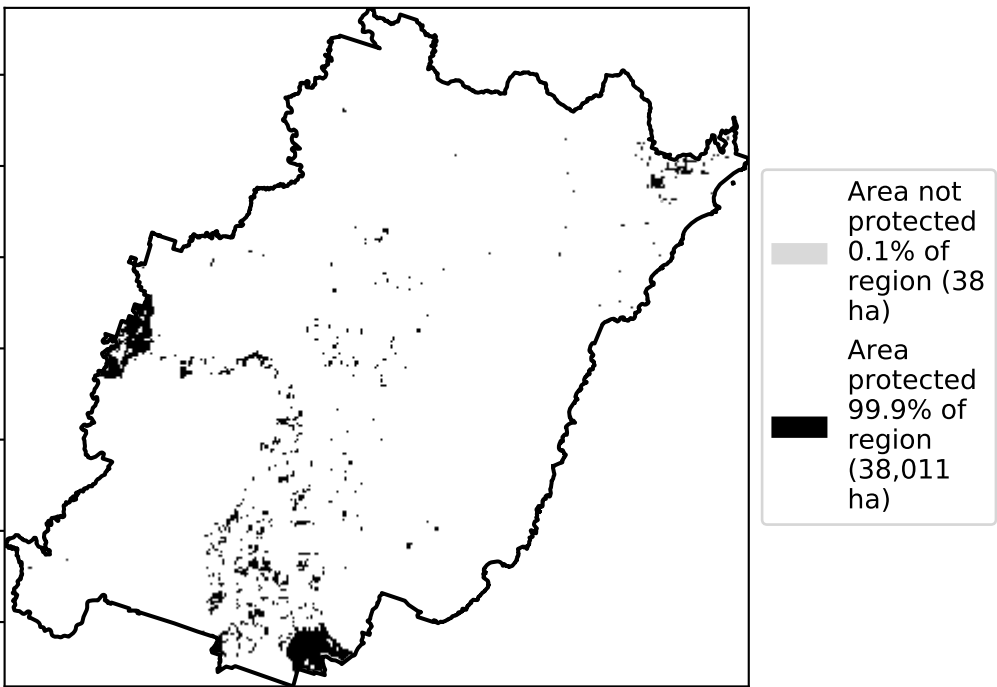 Area not
protected
0.1% of
region (38
ha)
Area
protected
99.9% of
region
(38,011
ha)